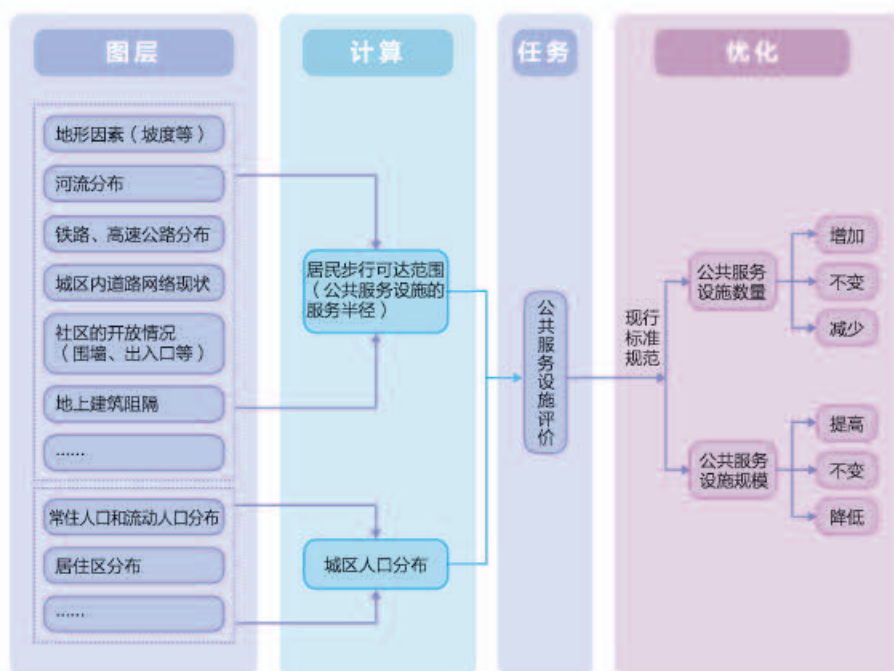 图层
计算
任务
优化
地形因素（坡度等）
河流分布
铁路、高速公路分布
城区内道路网络现状
社区的开放情况
（围墙、出入口等）
地上建筑阻隔
……
常住人口和流动人口分布
居住区分布
……
居民步行可达范围
（公共服务设施的
服务半径）
城区人口分布
公共服务设施评价
现行
标准
规范
公共服务
设施数量
增加
不变
减少
公共服务
设施规模
提高
不变
降低